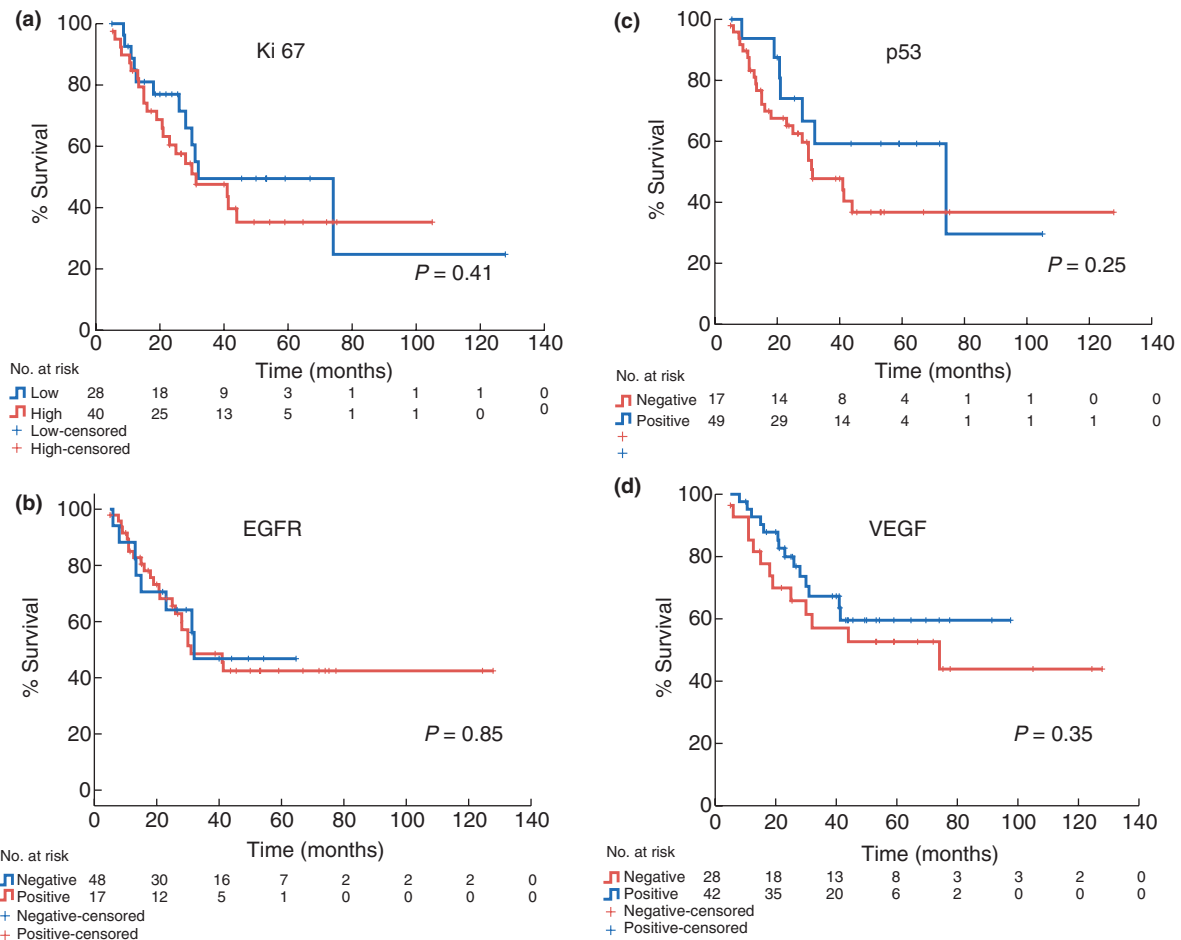 (a)
Ki 67
% Survival
100
80
60
40
20
0
P = 0.41
0 20 40 60 80 100 120 140
Time (months)
No. at risk
Low 28 18 9 3 1 1 1 0
High 40 25 13 5 1 1 0 0
Low-censored
High-censored
(c)
p53
% Survival
100
80
60
40
20
0
P = 0.25
0 20 40 60 80 100 120 140
Time (months)
No. at risk
Negative 17 14 8 4 1 1 0 0
Positive 49 29 14 4 1 1 1 0
(b)
EGFR
% Survival
100
80
60
40
20
0
P = 0.85
0 20 40 60 80 100 120 140
Time (months)
No. at risk
Negative 48 30 16 7 2 2 2 0
Positive 17 12 5 1 0 0 0 0
Negative-censored
Positive-censored
(d)
VEGF
% Survival
100
80
60
40
20
0
P = 0.35
0 20 40 60 80 100 120 140
Time (months)
No. at risk
Negative 28 18 13 8 3 3 2 0
Positive 42 35 20 6 2 0 0 0
Negative-censored
Positive-censored